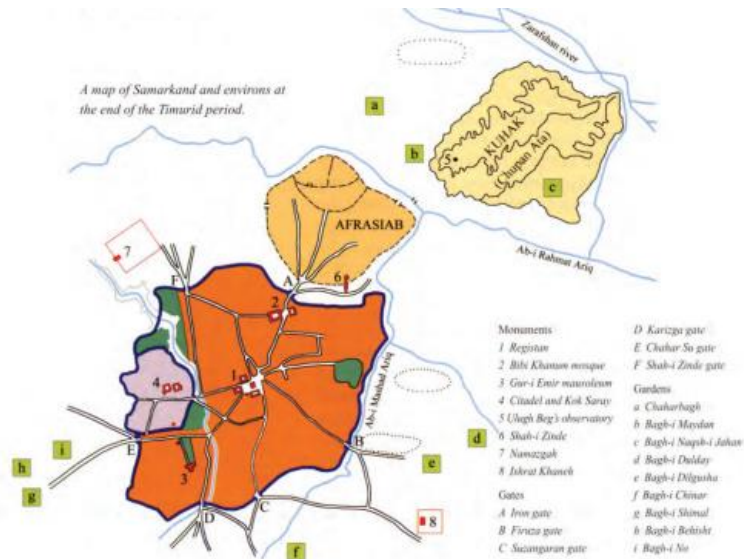 A map of Samarkand and environs at
the end of the Timurid period.
Zarafshan river
a
b
KUHAK
(Chupan Ata)
5
c
AFRASIAB
Ab-i Rahmat Ariq
7
F
A
6
2
1
4
3
Ab-i Mashad Ariq
E
B
D
C
i
h
g
d
e
f
8
Monuments
1 Registan
2 Bibi Khanum mosque
3 Gur-i Emir mausoleum
4 Citadel and Kok Saray
5 Ulugh Beg's observatory
6 Shah-i Zinde
7 Namazgah
8 Ishrat Khaneh
Gates
A Iron gate
B Firuza gate
C Suzangaran gate
D Karizga gate
E Chahar Su gate
F Shah-i Zinde gate
Gardens
a Chaharbagh
b Bagh-i Maydan
c Bagh-i Naqsh-i Jahan
d Bagh-i Dulday
e Bagh-i Dilgusha
f Bagh-i Chinar
g Bagh-i Shimal
h Bagh-i Behisht
i Bagh-i No